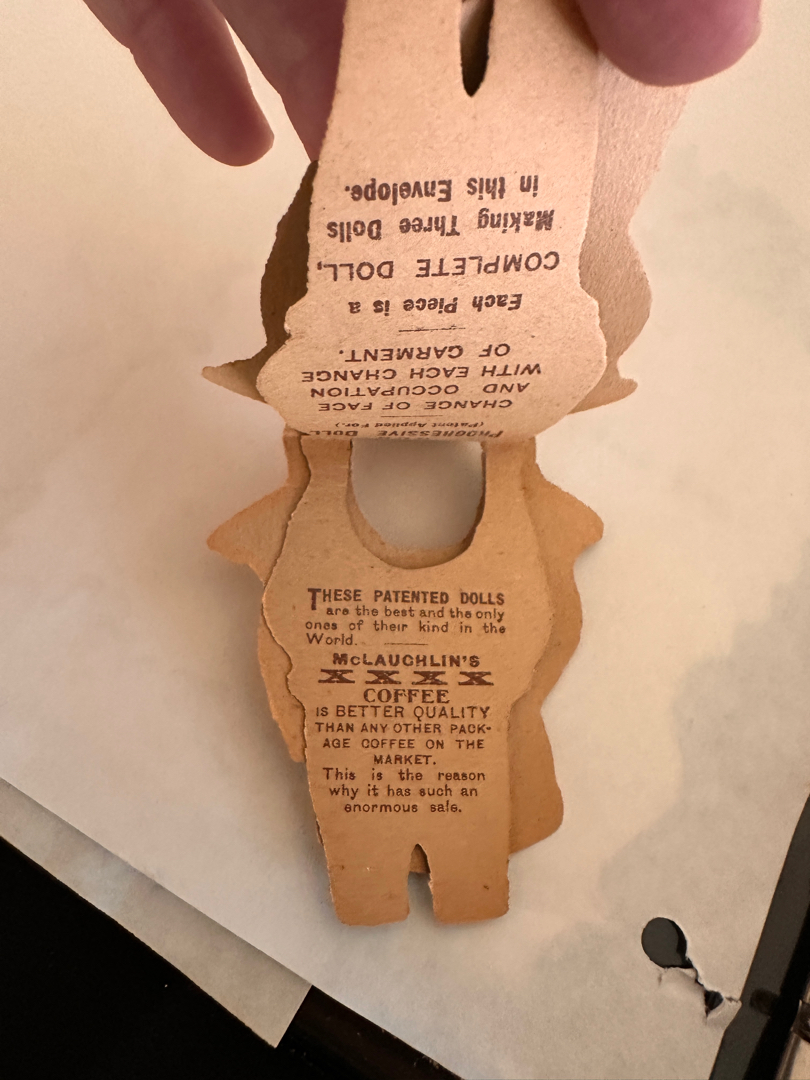 PROGRESSIVE DOLL
(Patent Applied For.)
CHANGE OF FACE
AND OCCUPATION
WITH EACH CHANGE
OF GARMENT.
Each Piece is a
COMPLETE DOLL,
Making Three Dolls
in this Envelope.
THESE PATENTED DOLLS
are the best and the only
ones of their kind in the
World.
McLAUGHLIN'S
XXXX
COFFEE
IS BETTER QUALITY
THAN ANY OTHER PACK-
AGE COFFEE ON THE
MARKET.
This is the reason
why it has such an
enormous sale.